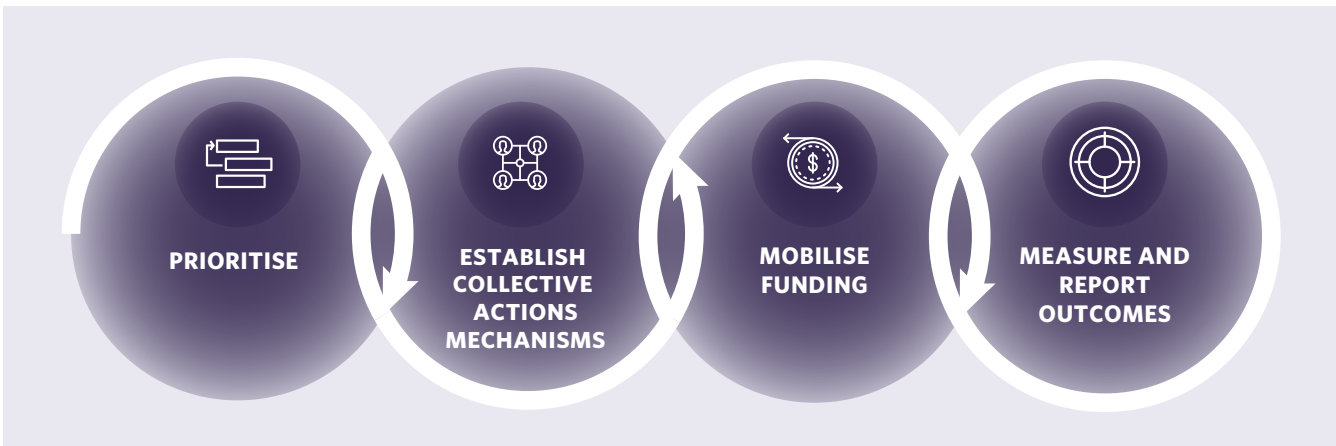 PRIORITISE
ESTABLISH
COLLECTIVE
ACTIONS
MECHANISMS
$
MOBILISE
FUNDING
MEASURE AND
REPORT
OUTCOMES